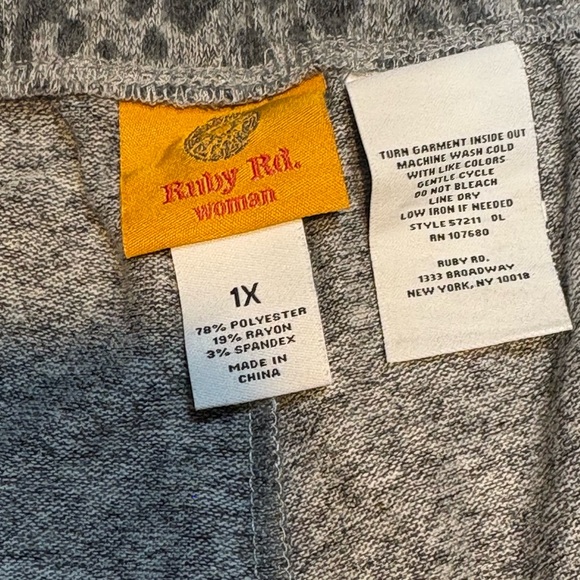 Ruby Rd.
woman
1X
78% POLYESTER
19% RAYON
3% SPANDEX
MADE IN
CHINA
TURN GARMENT INSIDE OUT
MACHINE WASH COLD
WITH LIKE COLORS
GENTLE CYCLE
DO NOT BLEACH
LINE DRY
LOW IRON IF NEEDED
STYLE 57211 DL
RN 107680
RUBY RD.
1333 BROADWAY
NEW YORK, NY 10018